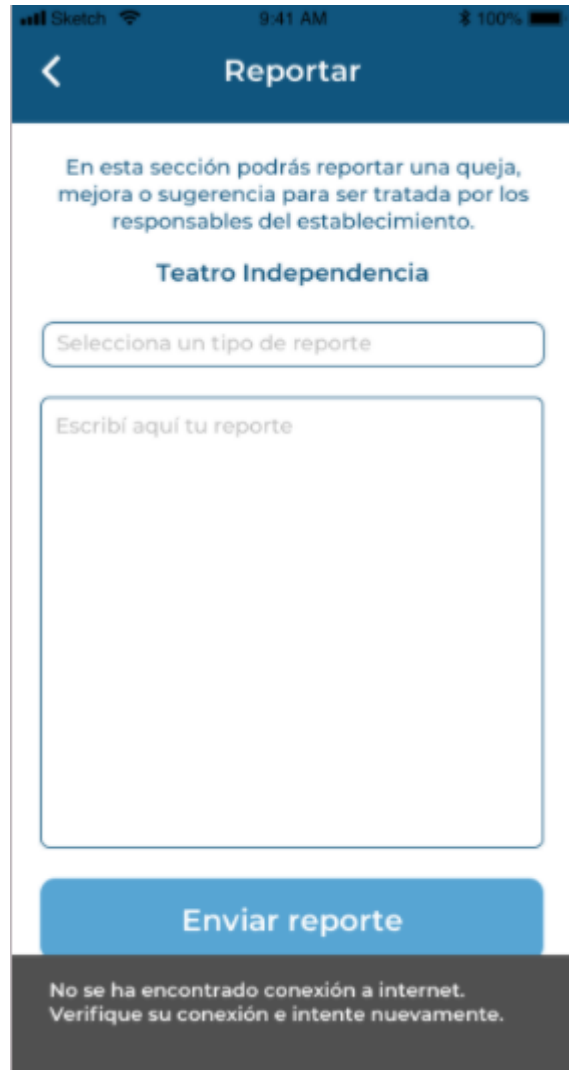 Sketch 9:41 AM 100%
Reportar
En esta sección podrás reportar una queja,
mejora o sugerencia para ser tratada por los
responsables del establecimiento.
Teatro Independencia
Selecciona un tipo de reporte
Escribí aquí tu reporte
Enviar reporte
No se ha encontrado conexión a internet.
Verifique su conexión e intente nuevamente.